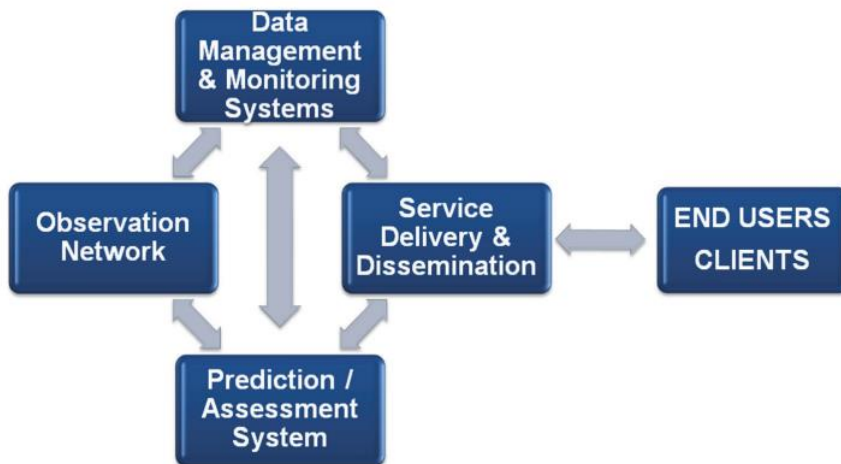 Data
Management
& Monitoring
Systems
Observation
Network
Service
Delivery &
Dissemination
END USERS
CLIENTS
Prediction /
Assessment
System